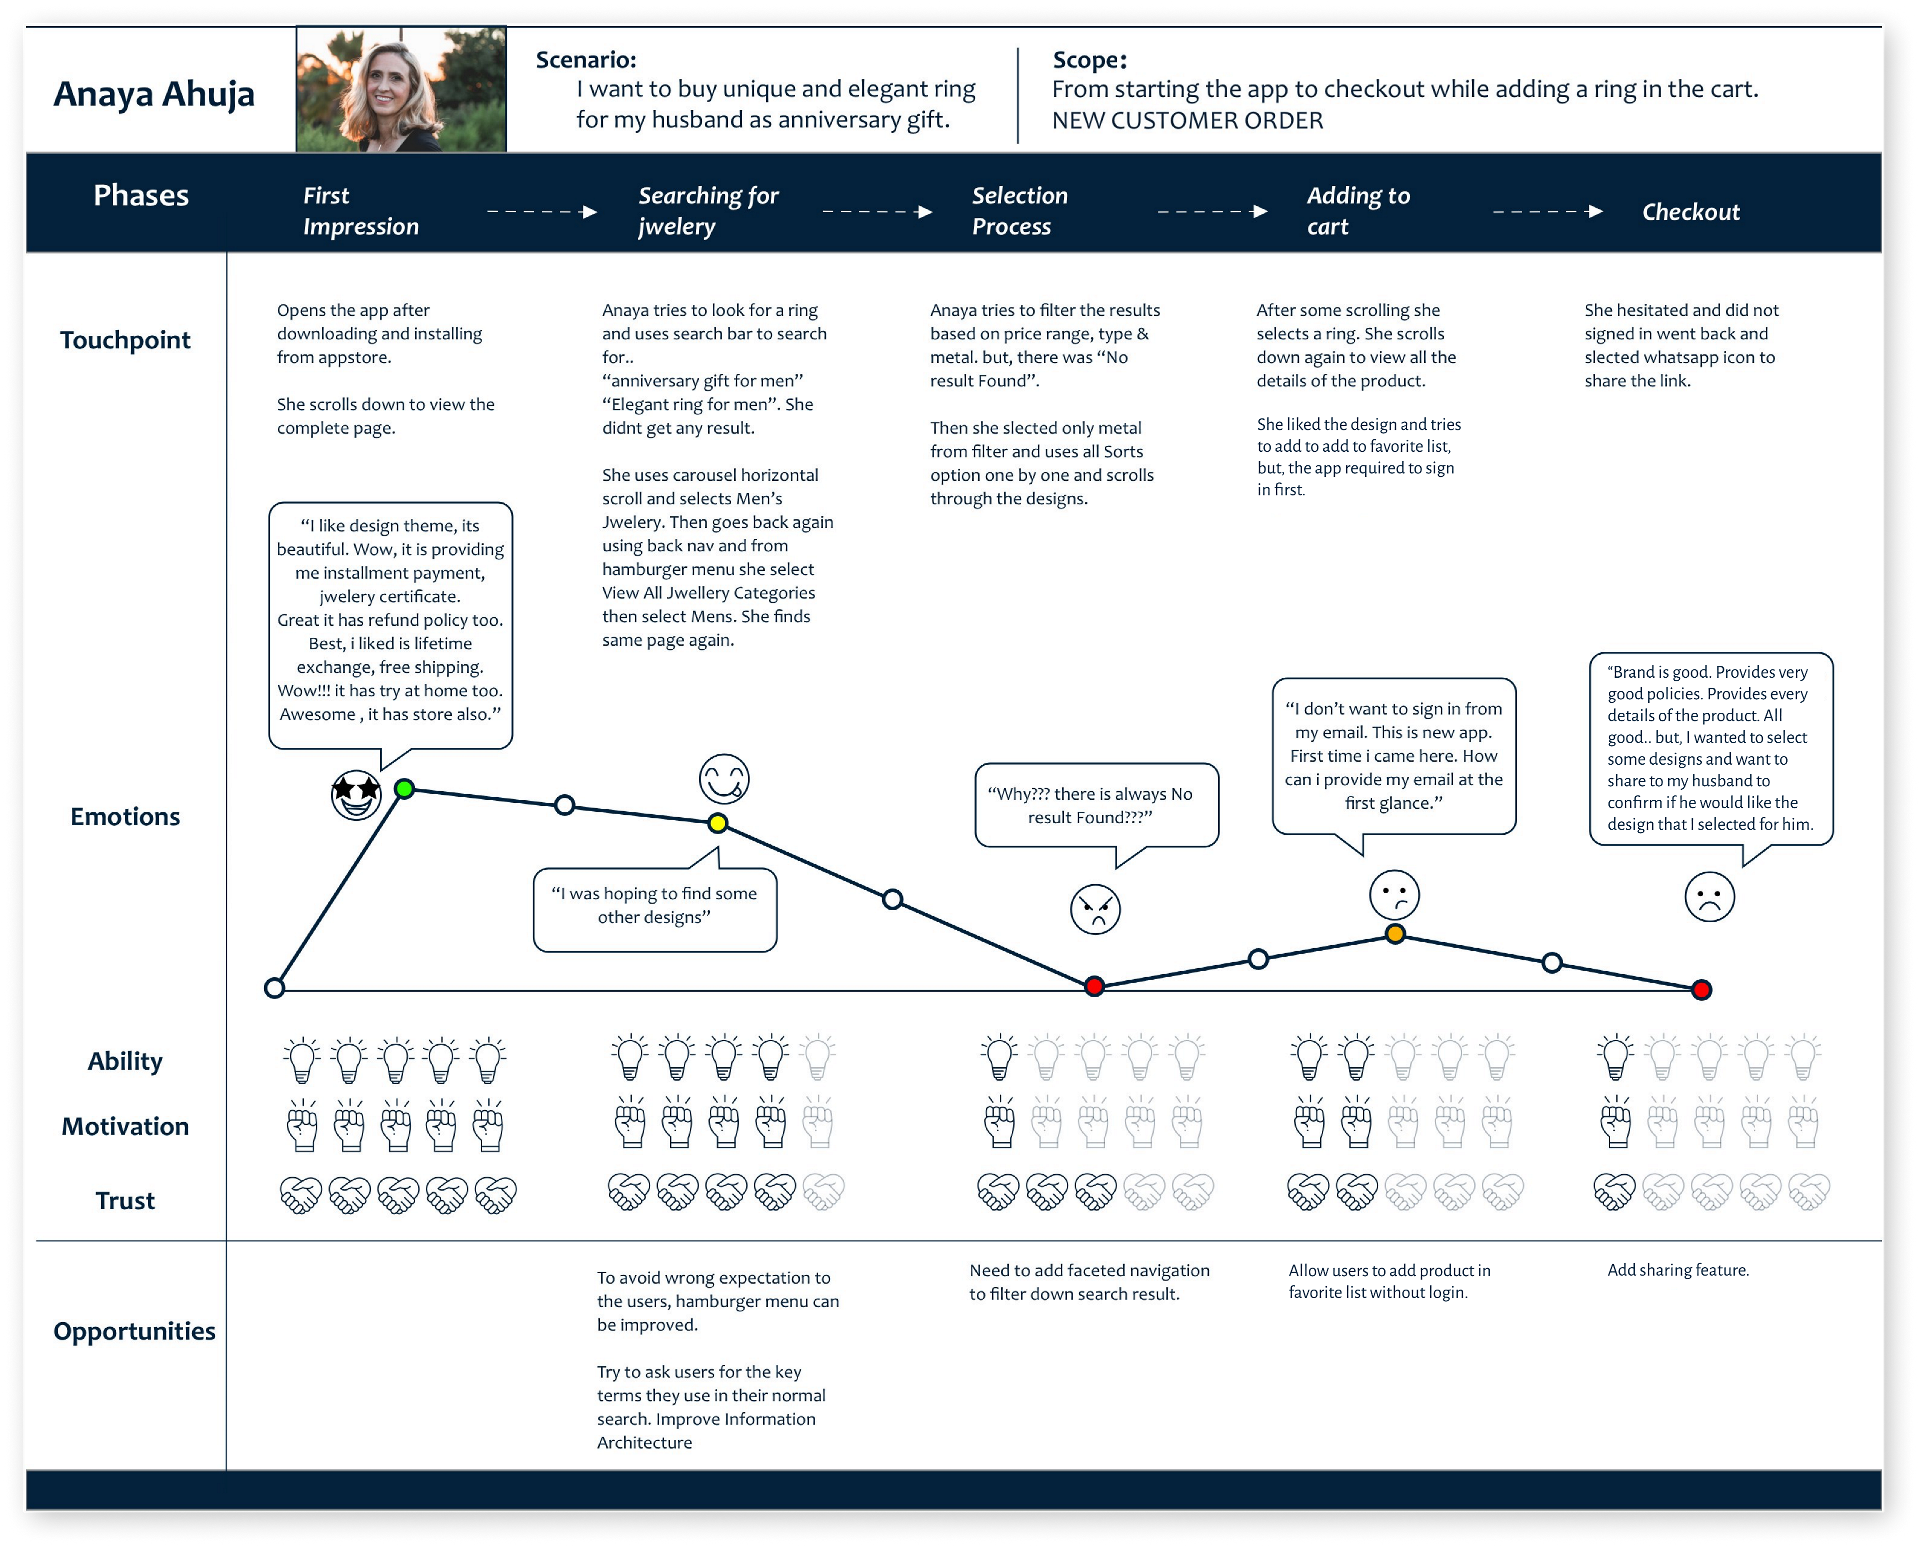 Anaya Ahuja
Scenario:
I want to buy unique and elegant ring
for my husband as anniversary gift.
Scope:
From starting the app to checkout while adding a ring in the cart.
NEW CUSTOMER ORDER
Phases
First
Impression
Searching for
jwelery
Selection
Process
Adding to
cart
Checkout
Touchpoint
Opens the app after
downloading and installing
from appstore.
She scrolls down to view the
complete page.
Anaya tries to look for a ring
and uses search bar to search
for..
“anniversary gift for men”
“Elegant ring for men”. She
didnt get any result.
She uses carousel horizontal
scroll and selects Men’s
Jwelery. Then goes back again
using back nav and from
hamburger menu she select
View All Jwellery Categories
then select Mens. She finds
same page again.
Anaya tries to filter the results
based on price range, type &
metal. but, there was “No
result Found”.
Then she slected only metal
from filter and uses all Sorts
option one by one and scrolls
through the designs.
After some scrolling she
selects a ring. She scrolls
down again to view all the
details of the product.
She liked the design and tries
to add to add to favorite list,
but, the app required to sign
in first.
She hesitated and did not
signed in went back and
slected whatsapp icon to
share the link.
Emotions
“I like design theme, its
beautiful. Wow, it is providing
me installment payment,
jwelery certificate.
Great it has refund policy too.
Best, i liked is lifetime
exchange, free shipping.
Wow!!! it has try at home too.
Awesome , it has store also.”
“I was hoping to find some
other designs”
“Why??? there is always No
result Found???”
“I don’t want to sign in from
my email. This is new app.
First time i came here. How
can i provide my email at the
first glance.”
“Brand is good. Provides very
good policies. Provides every
details of the product. All
good.. but, I wanted to select
some designs and want to
share to my husband to
confirm if he would like the
design that I selected for him.
Ability
Motivation
Trust
Opportunities
To avoid wrong expectation to
the users, hamburger menu can
be improved.
Try to ask users for the key
terms they use in their normal
search. Improve Information
Architecture
Need to add faceted navigation
to filter down search result.
Allow users to add product in
favorite list without login.
Add sharing feature.